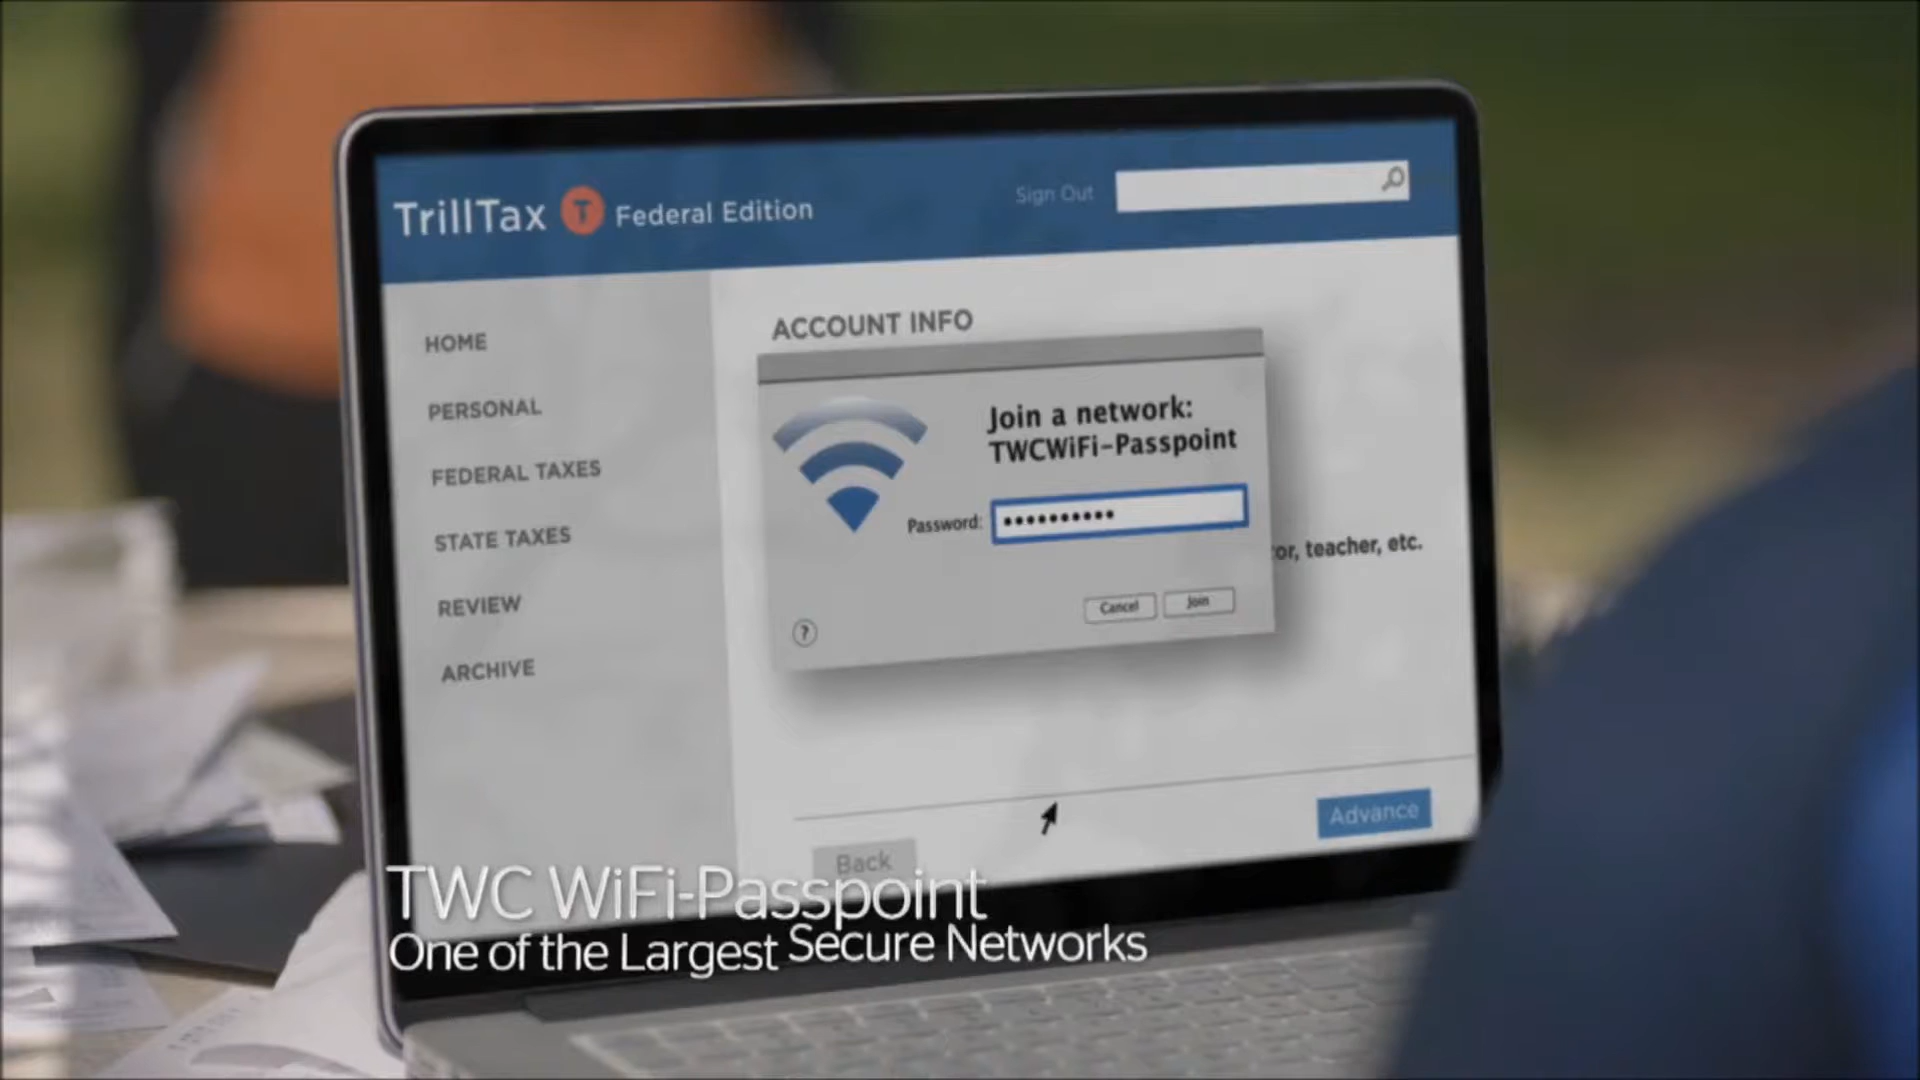 TrillTax T Federal Edition
Sign Out
HOME
PERSONAL
FEDERAL TAXES
STATE TAXES
REVIEW
ARCHIVE
ACCOUNT INFO
Join a network:
TWCWiFi-Passpoint
Password: ••••••••••
?
Cancel
Join
or, teacher, etc.
Back
Advance
TWC WiFi-Passpoint
One of the Largest Secure Networks